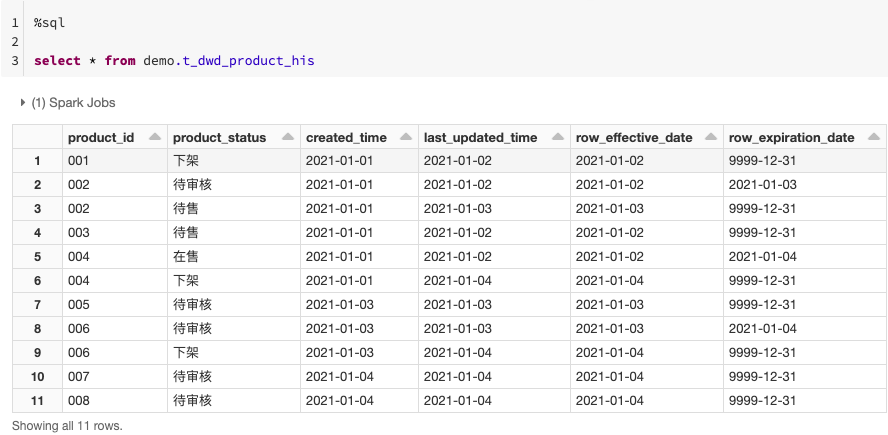 1 %sql
2
3 select * from demo.t_dwd_product_his
(1) Spark Jobs
product_id product_status created_time last_updated_time row_effective_date row_expiration_date
1 001 下架 2021-01-01 2021-01-02 2021-01-02 9999-12-31
2 002 待审核 2021-01-01 2021-01-02 2021-01-02 2021-01-03
3 002 待售 2021-01-01 2021-01-03 2021-01-03 9999-12-31
4 003 待售 2021-01-01 2021-01-02 2021-01-02 9999-12-31
5 004 在售 2021-01-01 2021-01-02 2021-01-02 2021-01-04
6 004 下架 2021-01-01 2021-01-04 2021-01-04 9999-12-31
7 005 待审核 2021-01-03 2021-01-03 2021-01-03 9999-12-31
8 006 待审核 2021-01-03 2021-01-03 2021-01-03 2021-01-04
9 006 下架 2021-01-03 2021-01-04 2021-01-04 9999-12-31
10 007 待审核 2021-01-04 2021-01-04 2021-01-04 9999-12-31
11 008 待审核 2021-01-04 2021-01-04 2021-01-04 9999-12-31
Showing all 11 rows.